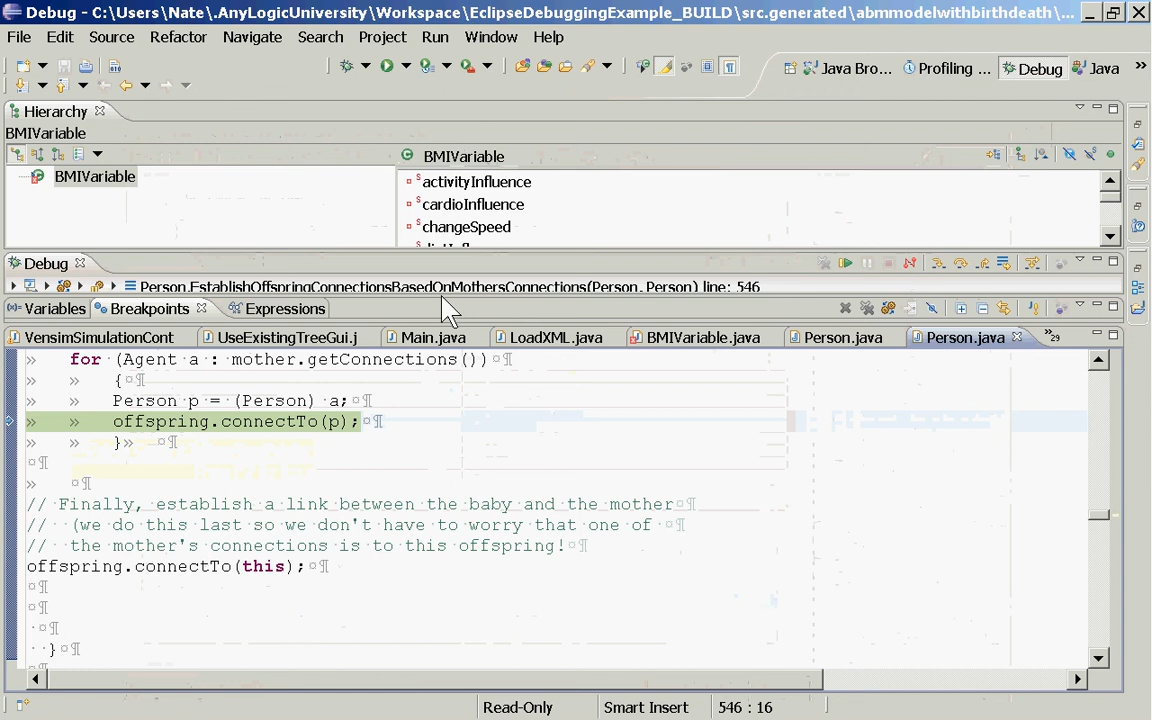 Debug - C:\Users\Nate\.AnyLogicUniversity\Workspace\EclipseDebuggingExample_BUILD\src.generated\abmmodelwithbirthdeath\...
File Edit Source Refactor Navigate Search Project Run Window Help
Java Bro... Profiling ... Debug Java »
Hierarchy
BMIVariable
BMIVariable
BMIVariable
activityInfluence
cardioInfluence
changeSpeed
Debug
Person.EstablishOffspringConnectionsBasedOnMothersConnections(Person, Person) line: 546
Variables Breakpoints Expressions
VensimSimulationCont UseExistingTreeGui.j Main.java LoadXML.java BMIVariable.java Person.java Person.java »29
» for (Agent a : mother.getConnections())¤¶
» » {¤¶
» » Person p = (Person) a;¤¶
» » offspring.connectTo(p);¤¶
» » }» ¤¶
¤¶
» ¤¶
// Finally, establish a link between the baby and the mother¤¶
// (we do this last so we don't have to worry that one of ¤¶
// the mother's connections is to this offspring!¤¶
offspring.connectTo(this);¤¶
¤¶
¤¶
·¤¶
··}¤¶
¤¶
Read-Only Smart Insert 546 : 16